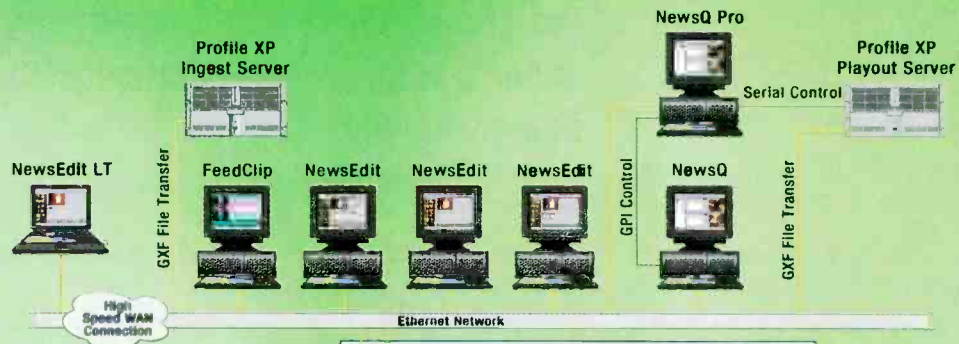 NewsQ Pro
Profile XP
Ingest Server
Profile XP
Playout Server
Serial Control
NewsEdit LT
GXF File Transfer
FeedClip
NewsEdit
NewsEdit
NewsEdit
GPI Control
NewsQ
GXF File Transfer
High
Speed WAN
Connection
Ethernet Network